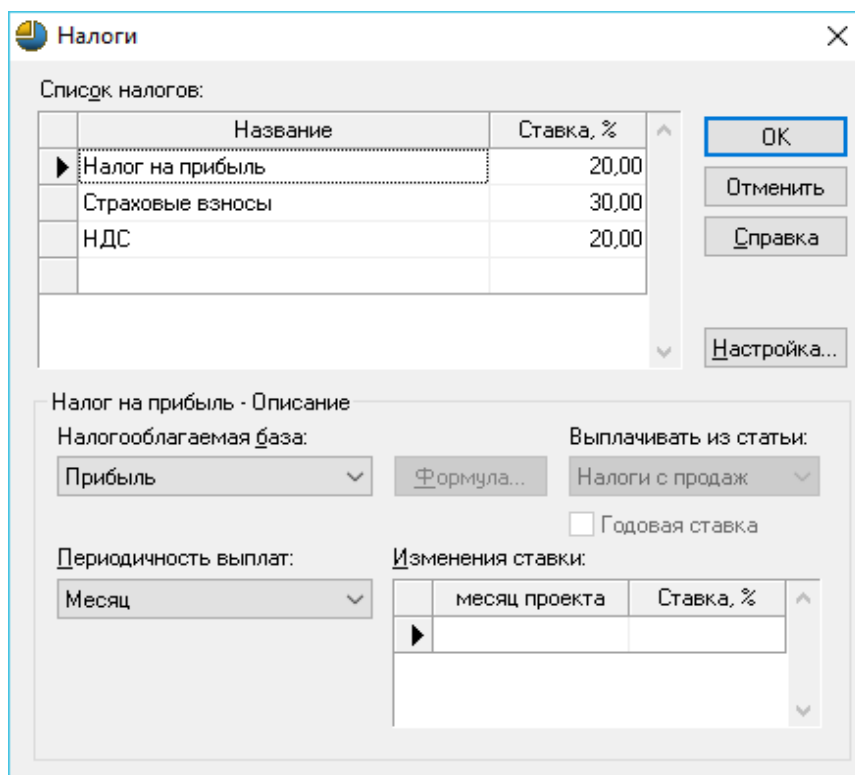 Налоги
Список налогов:
Название Ставка, %
Налог на прибыль 20,00
Страховые взносы 30,00
НДС 20,00
OK
Отменить
Справка
Настройка...
Налог на прибыль - Описание
Налогооблагаемая база: Выплачивать из статьи:
Прибыль Формула... Налоги с продаж
Годовая ставка
Периодичность выплат: Изменения ставки:
Месяц месяц проекта Ставка, %